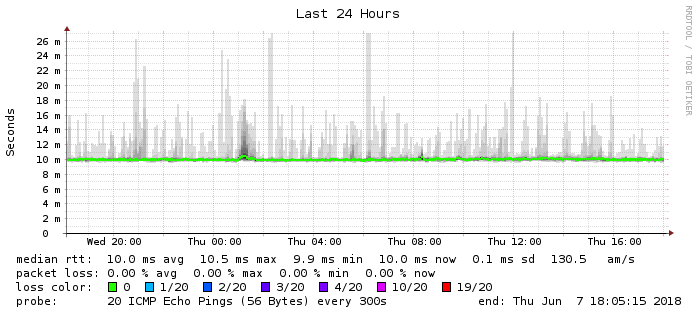 Last 24 Hours
RRDTOOL / TOBI OETIKER
Seconds
26 m
24 m
22 m
20 m
18 m
16 m
14 m
12 m
10 m
8 m
6 m
4 m
2 m
0
Wed 20:00 Thu 00:00 Thu 04:00 Thu 08:00 Thu 12:00 Thu 16:00
median rtt: 10.0 ms avg 10.5 ms max 9.9 ms min 10.0 ms now 0.1 ms sd 130.5 am/s
packet loss: 0.00 % avg 0.00 % max 0.00 % min 0.00 % now
loss color: 0 1/20 2/20 3/20 4/20 10/20 19/20
probe: 20 ICMP Echo Pings (56 Bytes) every 300s end: Thu Jun 7 18:05:15 2018